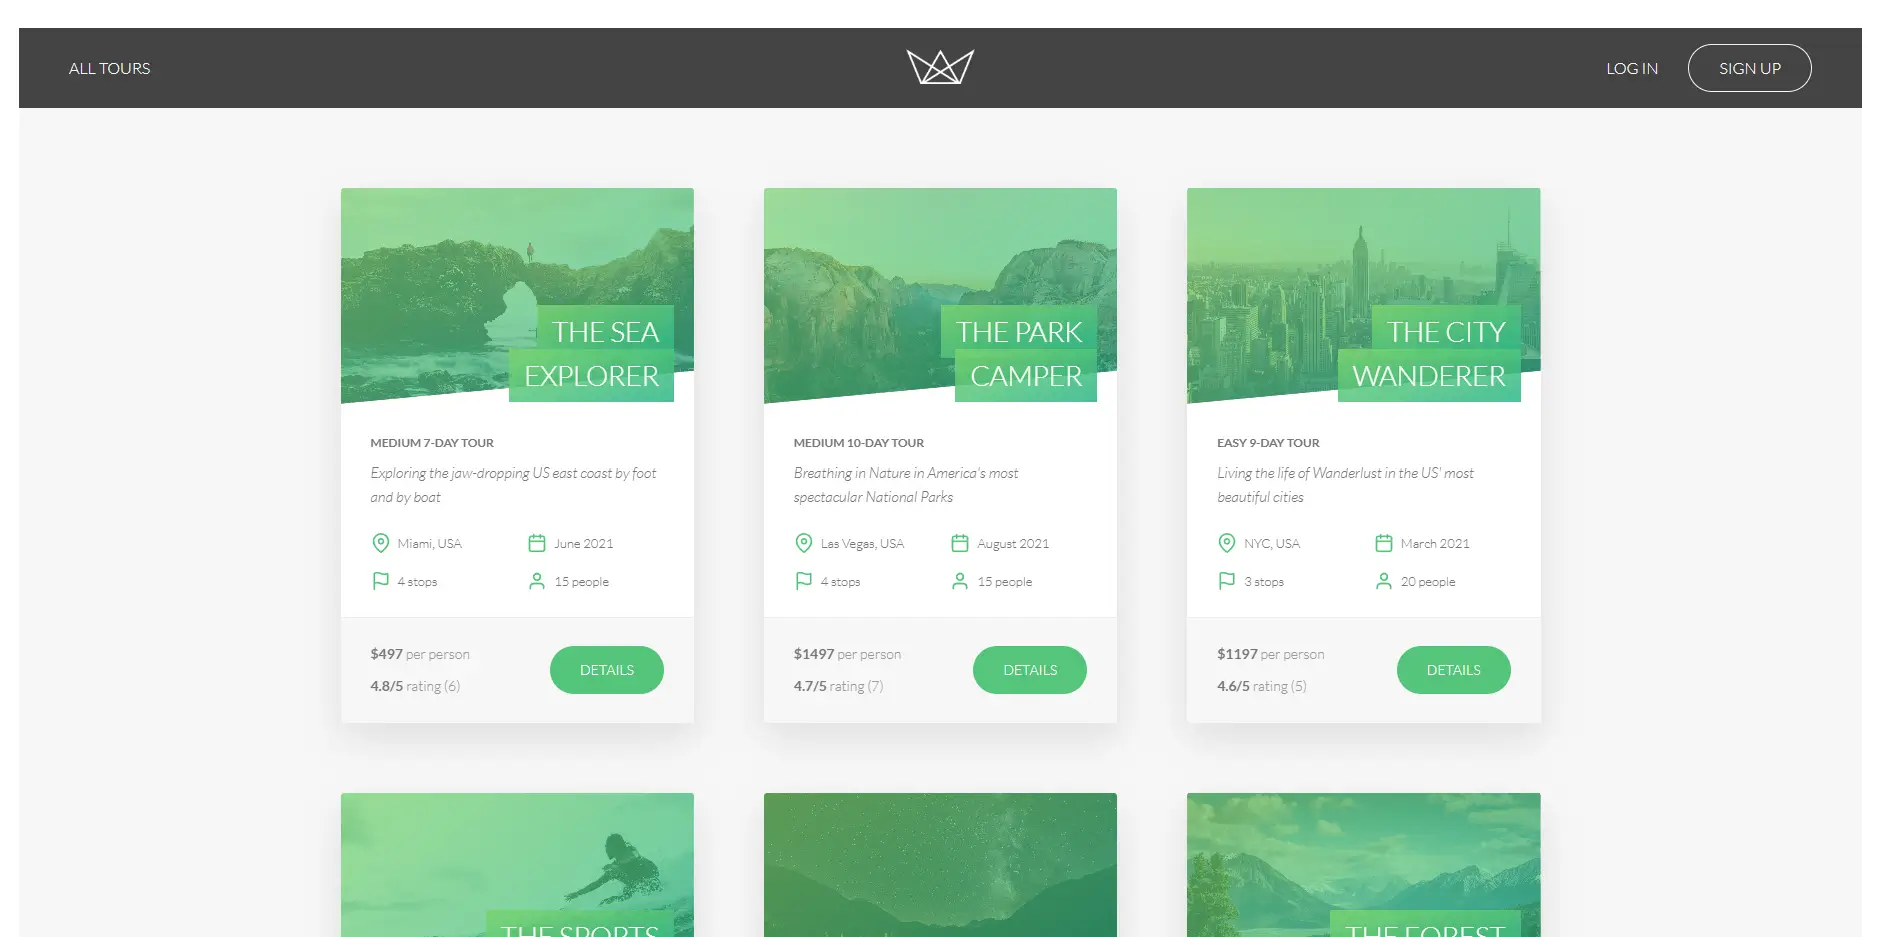 ALL TOURS
LOG IN
SIGN UP
THE SEA
EXPLORER
MEDIUM 7-DAY TOUR
Exploring the jaw-dropping US east coast by foot
and by boat
Miami, USA
June 2021
4 stops
15 people
$497 per person
4.8/5 rating (6)
DETAILS
THE PARK
CAMPER
MEDIUM 10-DAY TOUR
Breathing in Nature in America's most
spectacular National Parks
Las Vegas, USA
August 2021
4 stops
15 people
$1497 per person
4.7/5 rating (7)
DETAILS
THE CITY
WANDERER
EASY 9-DAY TOUR
Living the life of Wanderlust in the US' most
beautiful cities
NYC, USA
March 2021
3 stops
20 people
$1197 per person
4.6/5 rating (5)
DETAILS
THE SPORTS
THE FOREST